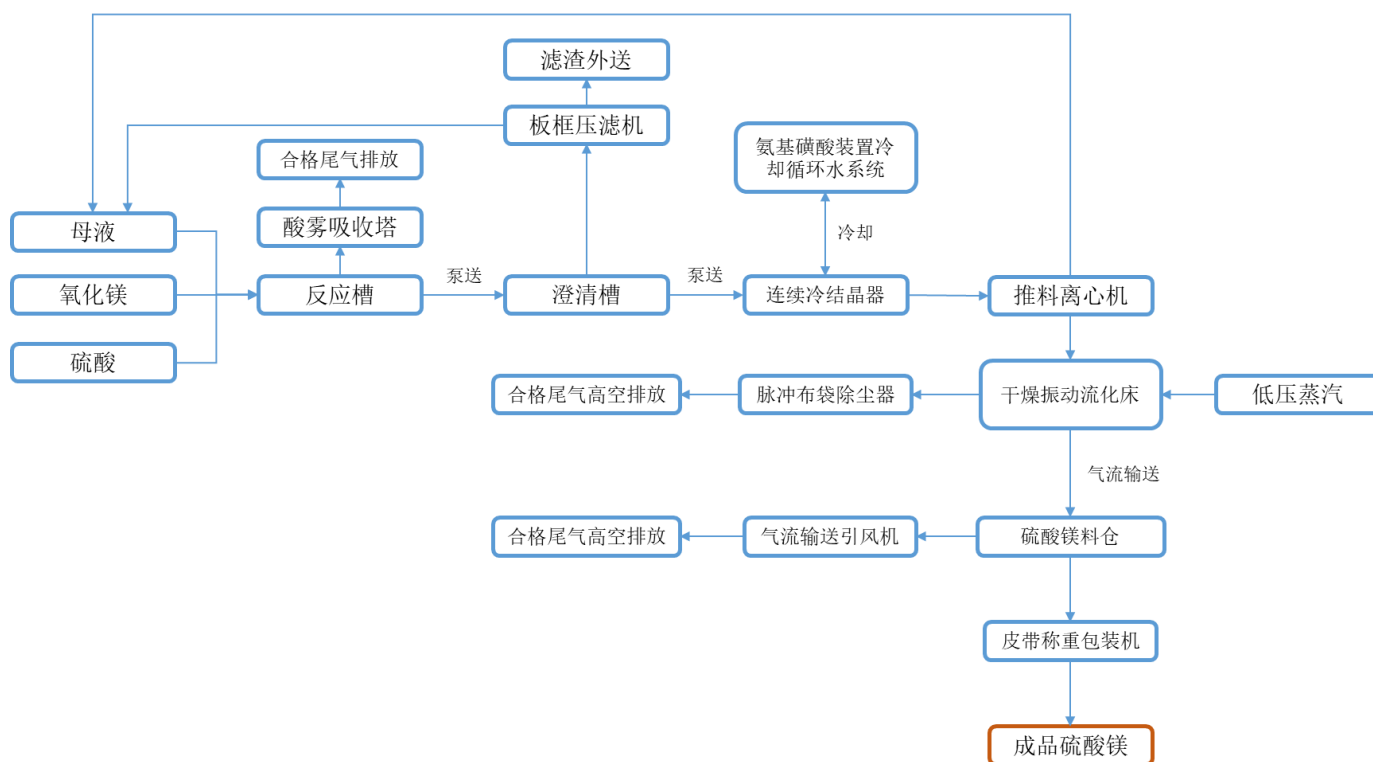 滤渣外送
板框压滤机
合格尾气排放
氨基磺酸装置冷
却循环水系统
母液
酸雾吸收塔
冷却
氧化镁
反应槽
泵送
澄清槽
泵送
连续冷结晶器
推料离心机
硫酸
合格尾气高空排放
脉冲布袋除尘器
干燥振动流化床
低压蒸汽
气流输送
合格尾气高空排放
气流输送引风机
硫酸镁料仓
皮带称重包装机
成品硫酸镁